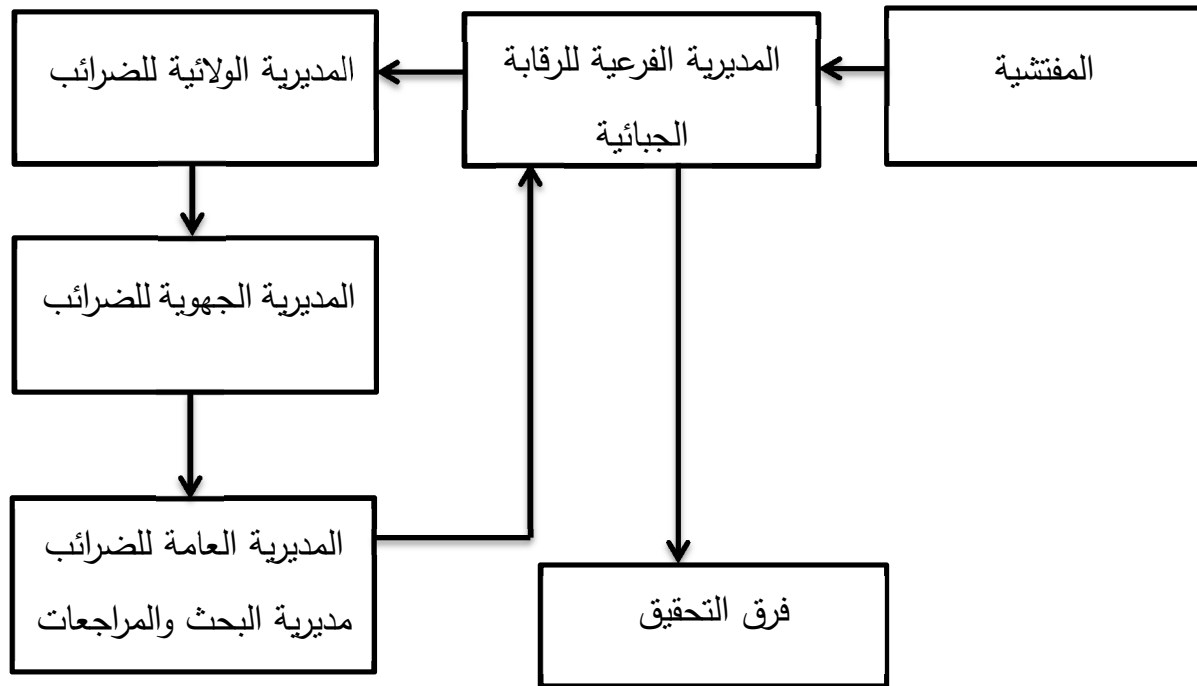 المفتشية
المديرية الفرعية للرقابة
الجبائية
المديرية الولائية للضرائب
المديرية الجهوية للضرائب
المديرية العامة للضرائب
مديرية البحث والمراجعات
فرق التحقيق